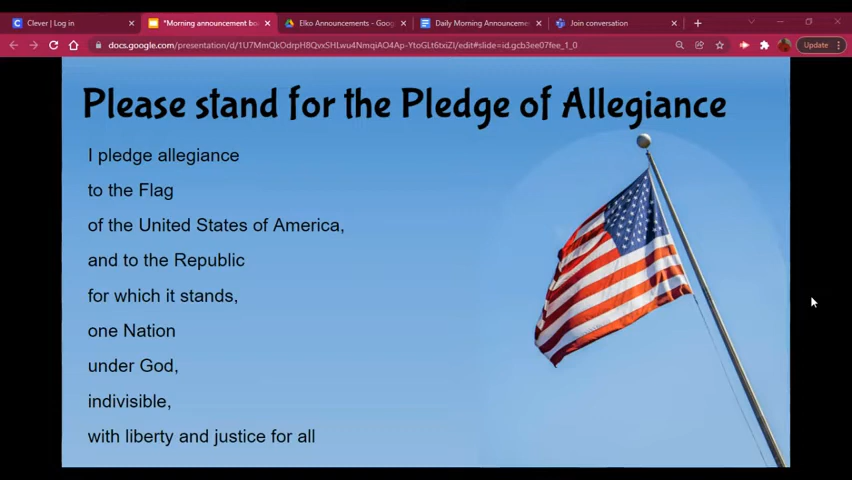 Clever | Log in
*Morning announcement bo
Elko Announcements - Goog
Daily Morning Announceme
Join conversation
docs.google.com/presentation/d/1U7MmQkOdrpH8QvxSHLwu4NmqiAO4Ap-YtoGLt6txiZI/edit#slide=id.gcb3ee07fee_1_0
Update
Please stand for the Pledge of Allegiance
I pledge allegiance
to the Flag
of the United States of America,
and to the Republic
for which it stands,
one Nation
under God,
indivisible,
with liberty and justice for all